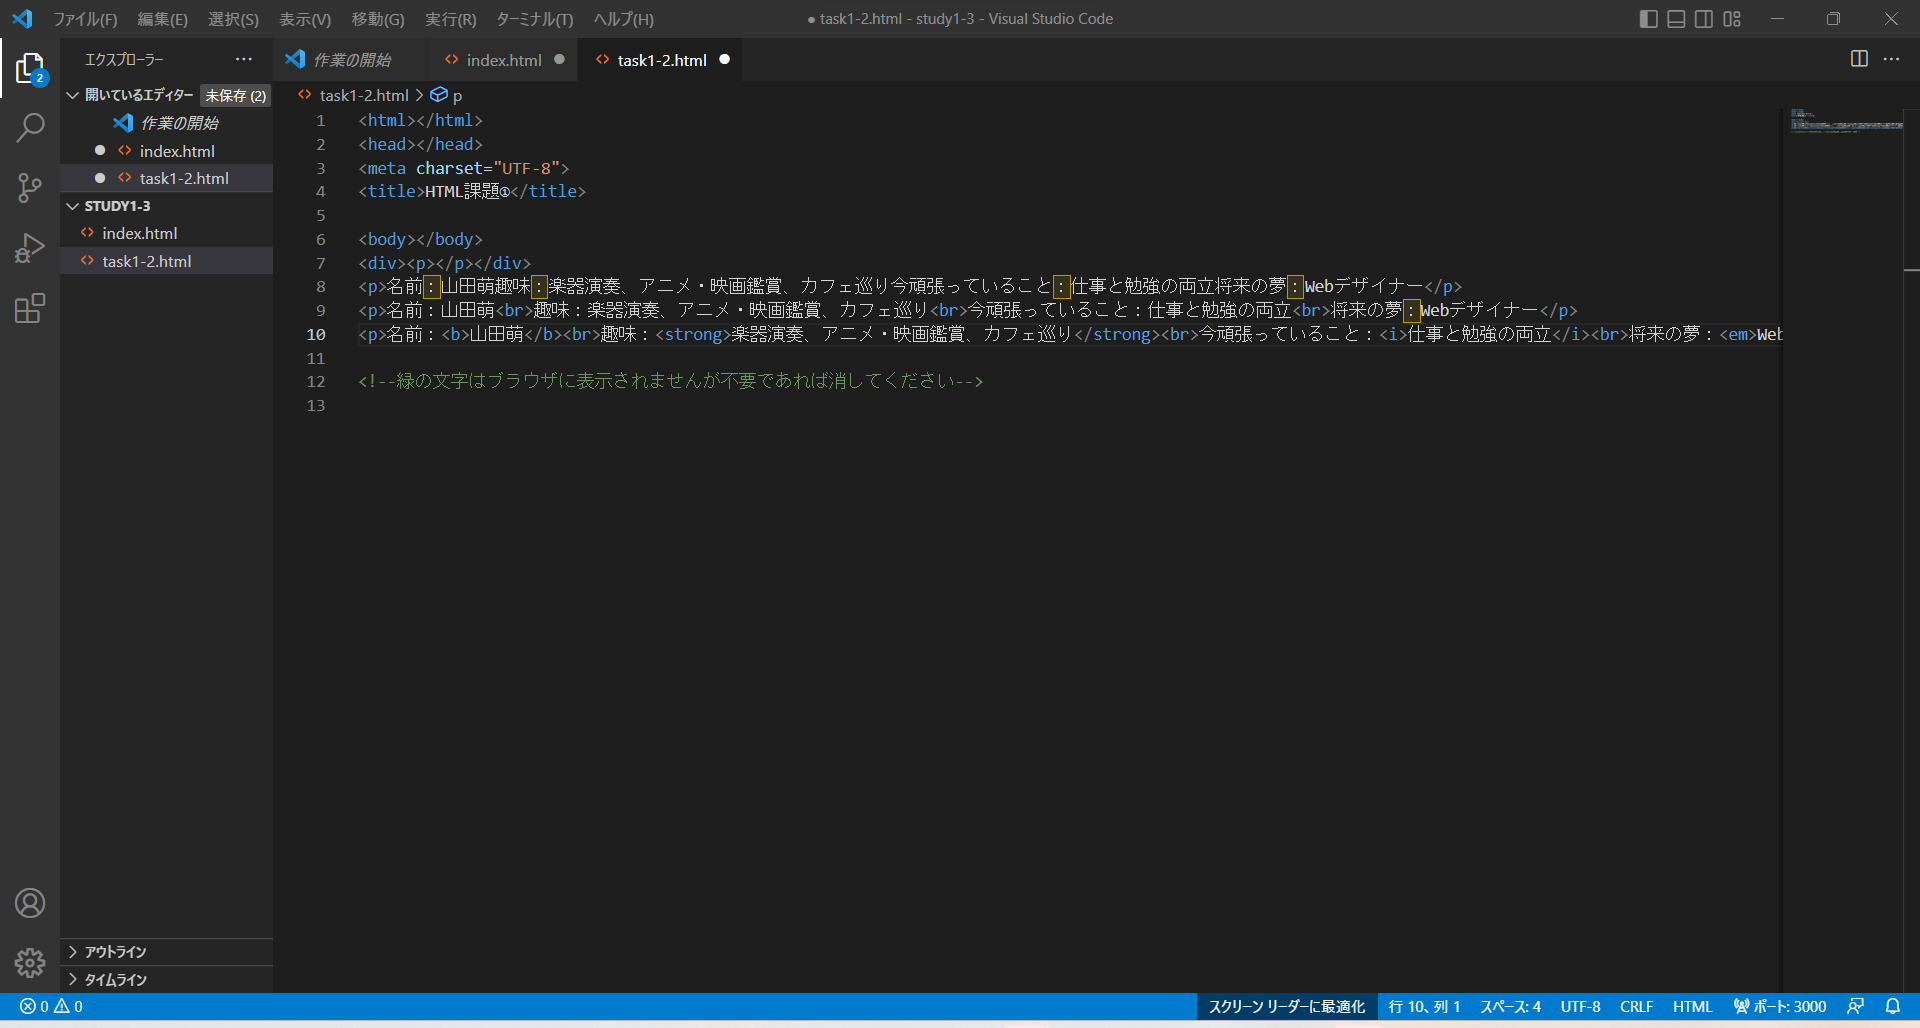 ファイル(F) 編集(E) 選択(S) 表示(V) 移動(G) 実行(R) ターミナル(T) ヘルプ(H)
● task1-2.html - study1-3 - Visual Studio Code
エクスプローラー ...
開いているエディター 未保存 (2)
作業の開始
index.html
task1-2.html
STUDY1-3
index.html
task1-2.html
アウトライン
タイムライン
2
作業の開始 index.html task1-2.html
task1-2.html > p
1 <html></html>
2 <head></head>
3 <meta charset="UTF-8">
4 <title>HTML課題①</title>
5
6 <body></body>
7 <div><p></p></div>
8 <p>名前：山田萌趣味：楽器演奏、アニメ・映画鑑賞、カフェ巡り今頑張っていること：仕事と勉強の両立将来の夢：Webデザイナー</p>
9 <p>名前：山田萌<br>趣味：楽器演奏、アニメ・映画鑑賞、カフェ巡り<br>今頑張っていること：仕事と勉強の両立<br>将来の夢：Webデザイナー</p>
10 <p>名前：<b>山田萌</b><br>趣味：<strong>楽器演奏、アニメ・映画鑑賞、カフェ巡り</strong><br>今頑張っていること：<i>仕事と勉強の両立</i><br>将来の夢：<em>Web
11
12 <!--緑の文字はブラウザに表示されませんが不要であれば消してください-->
13
0 0 スクリーン リーダーに最適化 行 10、列 1 スペース: 4 UTF-8 CRLF HTML ポート: 3000